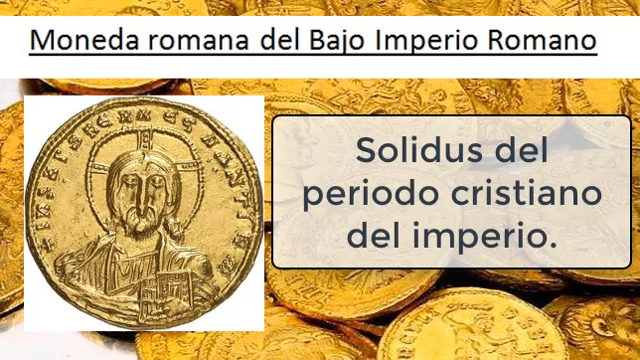 Moneda romana del Bajo Imperio Romano
Solidus del
periodo cristiano
del imperio.